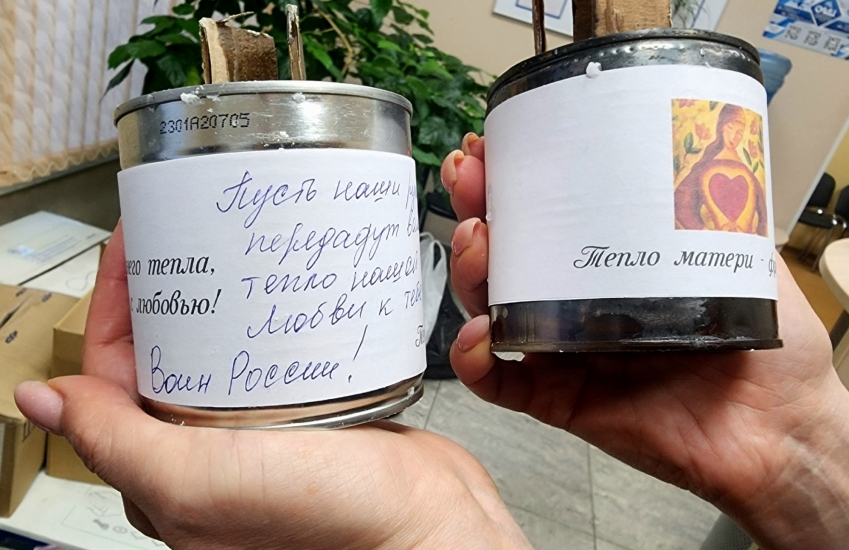 2301A20705
Пусть наши
передадут
тепло нашей
Любви к тебе
Воин России!
тепла,
любовью!
Тепло матери -